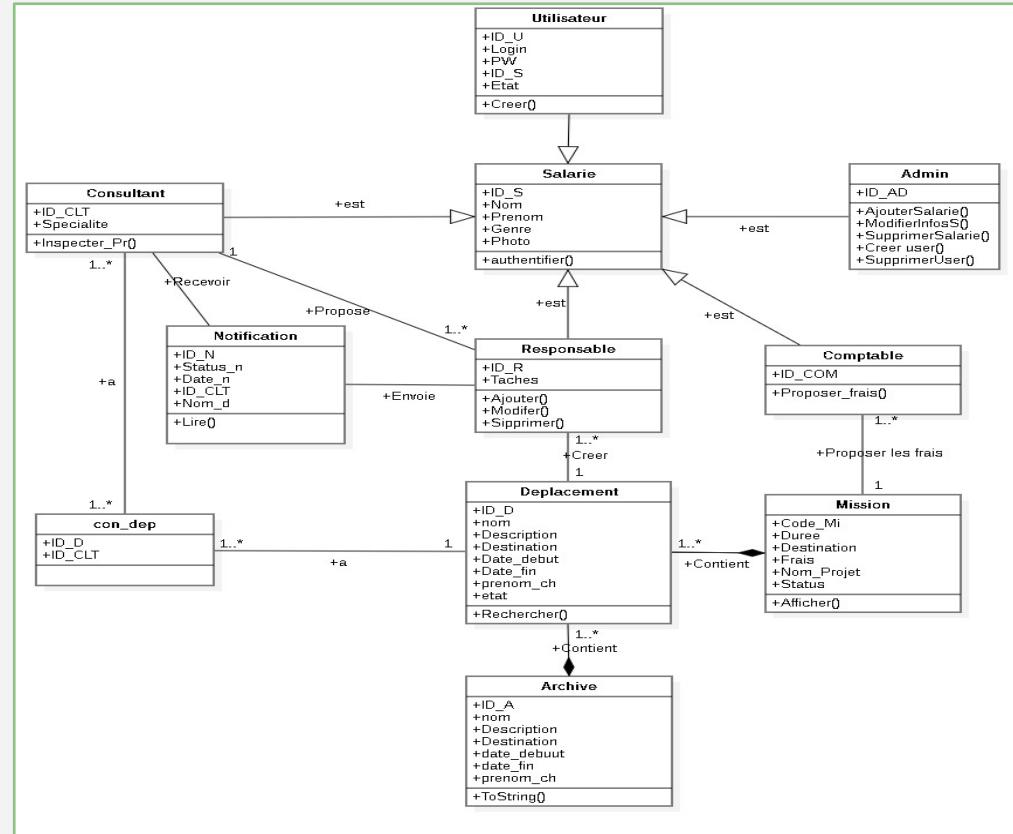 Utilisateur
+ID_U
+Login
+PW
+ID_S
+Etat
+Creer()
Salarie
+ID_S
+Nom
+Prenom
+Genre
+Photo
+authentifier()
Consultant
+ID_CLT
+Specialite
+Inspecter_Pr()
Admin
+ID_AD
+AjouterSalarie()
+ModifierInfosS()
+SupprimerSalarie()
+Creer user()
+SupprimerUser()
+est
+est
1..*
1
+Recevoir
+Propose
1..*
+est
+est
Notification
+ID_N
+Status_n
+Date_n
+ID_CLT
+Nom_d
+Lire()
+Envoie
Responsable
+ID_R
+Taches
+Ajouter()
+Modifer()
+Sipprimer()
Comptable
+ID_COM
+Proposer_frais()
+a
1..*
1..*
+Creer
1
1..*
+Proposer les frais
1
con_dep
+ID_D
+ID_CLT
1..*
1
+a
Deplacement
+ID_D
+nom
+Description
+Destination
+Date_debut
+Date_fin
+prenom_ch
+etat
+Rechercher()
1..*
+Contient
Mission
+Code_Mi
+Duree
+Destination
+Frais
+Nom_Projet
+Status
+Afficher()
1..*
+Contient
Archive
+ID_A
+nom
+Description
+Destination
+date_debuut
+date_fin
+prenom_ch
+ToString()